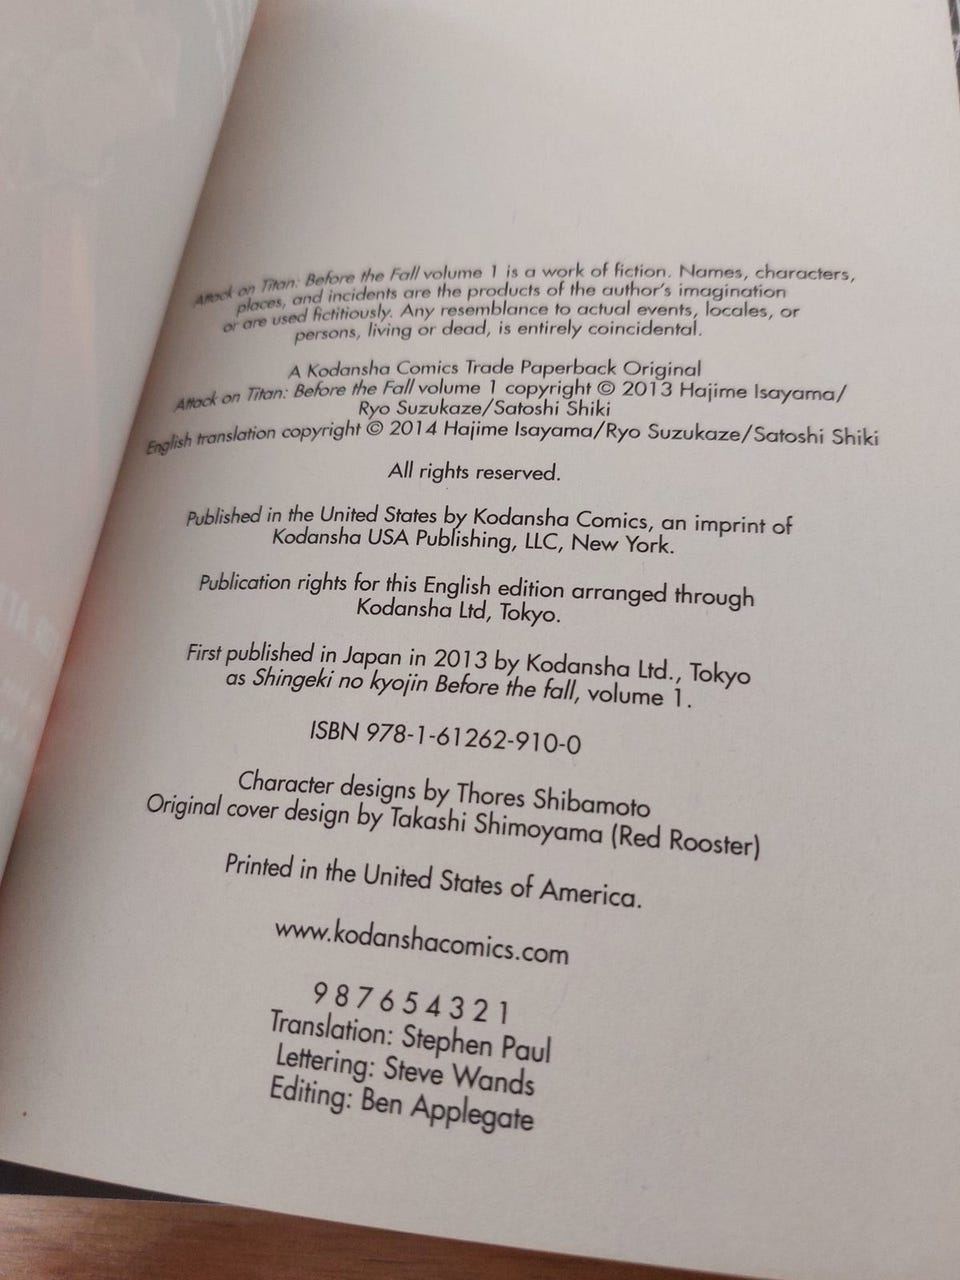 Attack on Titan: Before the Fall volume 1 is a work of fiction. Names, characters,
places, and incidents are the products of the author's imagination
or are used fictitiously. Any resemblance to actual events, locales, or
persons, living or dead, is entirely coincidental.
A Kodansha Comics Trade Paperback Original
Attack on Titan: Before the Fall volume 1 copyright © 2013 Hajime Isayama/
Ryo Suzukaze/Satoshi Shiki
English translation copyright © 2014 Hajime Isayama/Ryo Suzukaze/Satoshi Shiki
All rights reserved.
Published in the United States by Kodansha Comics, an imprint of
Kodansha USA Publishing, LLC, New York.
Publication rights for this English edition arranged through
Kodansha Ltd, Tokyo.
First published in Japan in 2013 by Kodansha Ltd., Tokyo
as Shingeki no kyojin Before the fall, volume 1.
ISBN 978-1-61262-910-0
Character designs by Thores Shibamoto
Original cover design by Takashi Shimoyama (Red Rooster)
Printed in the United States of America.
www.kodanshacomics.com
9 8 7 6 5 4 3 2 1
Translation: Stephen Paul
Lettering: Steve Wands
Editing: Ben Applegate